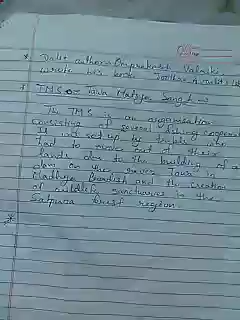 * Dalit authors Omprakash Valmiki
wrote his book Joothan
* TMS or Tawa Matsya Sangh :-
The TMS is an organisation
consisting of several fishing cooperat
It was set up by tribals who
had to move out of their
lands due to the building of a
dam on the river Tawa in
Madhya Pradesh and the creation
of wildlife sanctuaries in the
Satpura forest region.
*